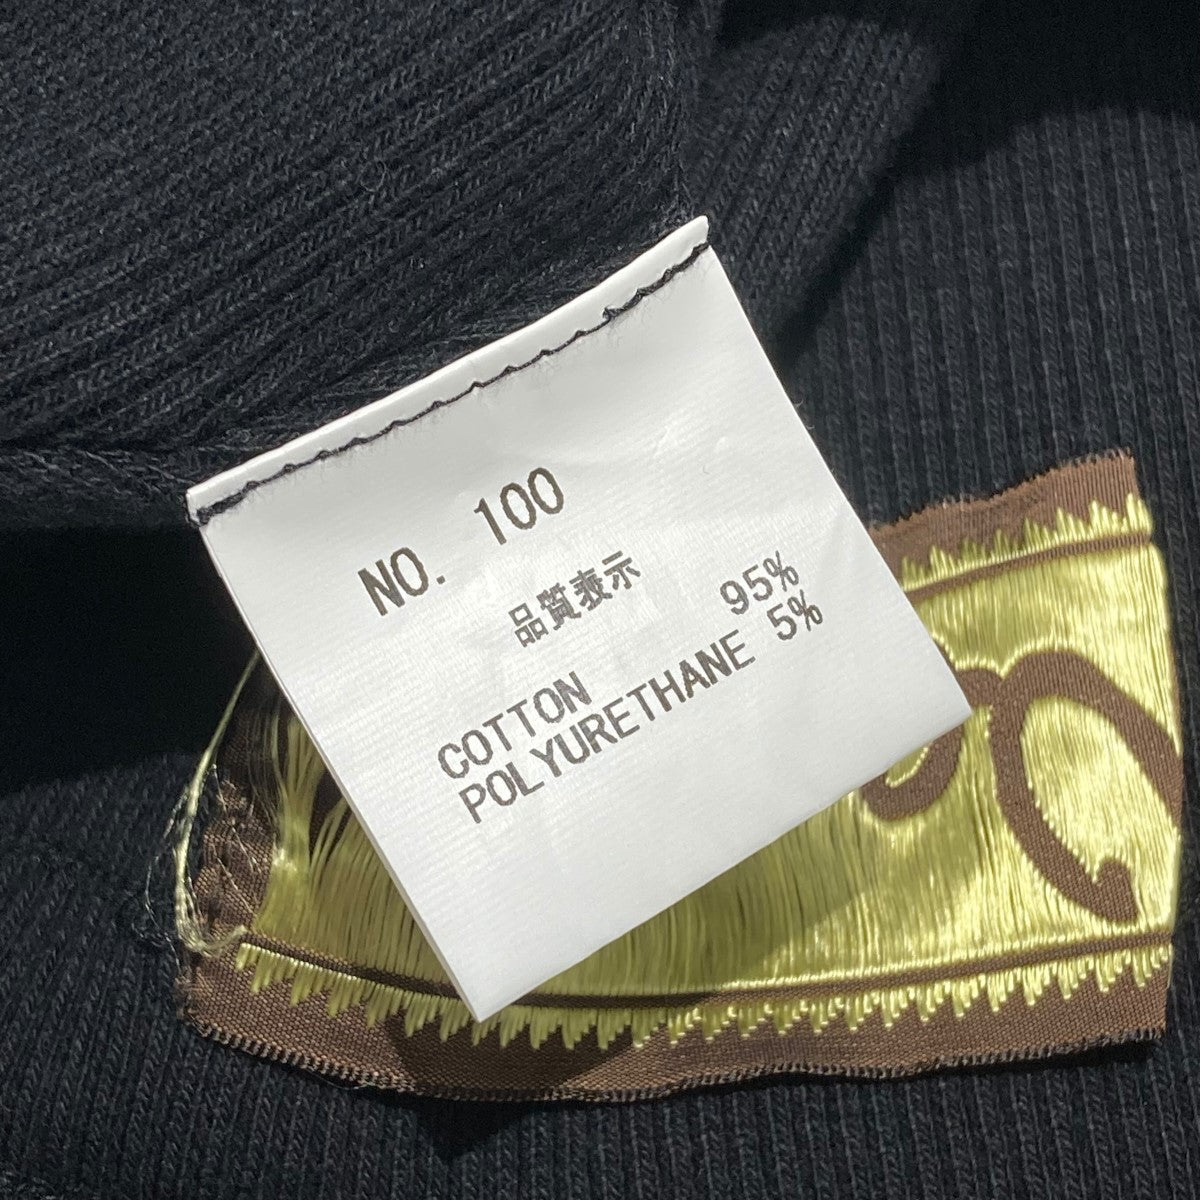 NO. 100
品質表示
COTTON 95%
POLYURETHANE 5%